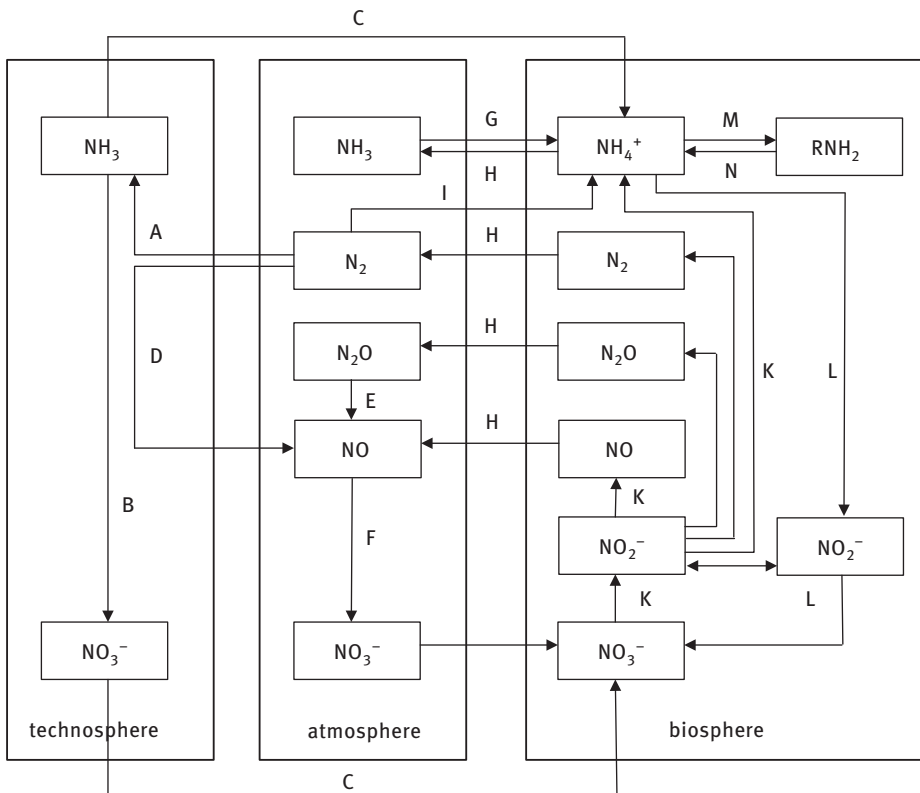 C
NH₃
NH₃
G
H
NH₄⁺
M
N
RNH₂
I
A
N₂
H
N₂
D
N₂O
H
N₂O
K
L
E
NO
H
NO
B
F
K
NO₂⁻
NO₂⁻
K
L
NO₃⁻
NO₃⁻
NO₃⁻
technosphere
atmosphere
biosphere
C